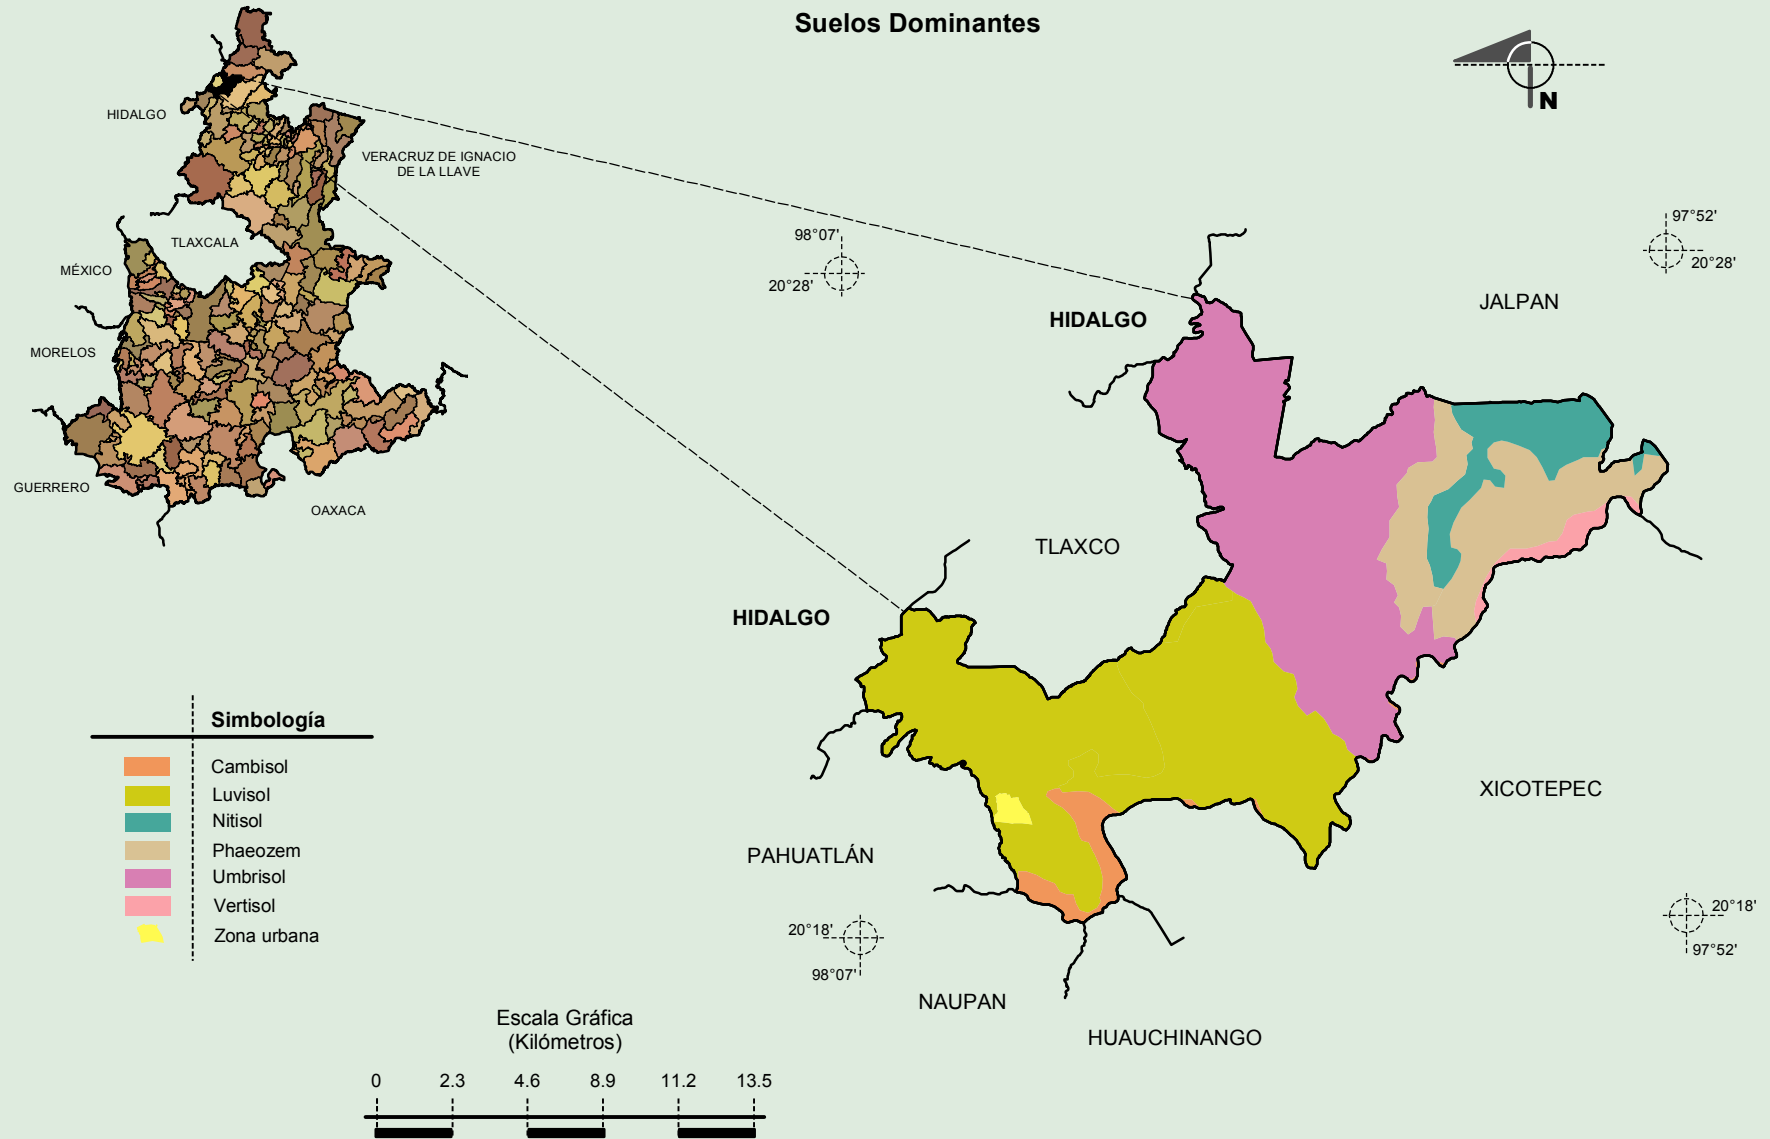 Suelos Dominantes
N
HIDALGO
VERACRUZ DE IGNACIO
DE LA LLAVE
TLAXCALA
MÉXICO
MORELOS
GUERRERO
OAXACA
98°07'
20°28'
97°52'
20°28'
JALPAN
HIDALGO
TLAXCO
HIDALGO
XICOTEPEC
PAHUATLÁN
20°18'
98°07'
20°18'
97°52'
NAUPAN
HUAUCHINANGO
Simbología
Cambisol
Luvisol
Nitisol
Phaeozem
Umbrisol
Vertisol
Zona urbana
Escala Gráfica
(Kilómetros)
0 2.3 4.6 8.9 11.2 13.5